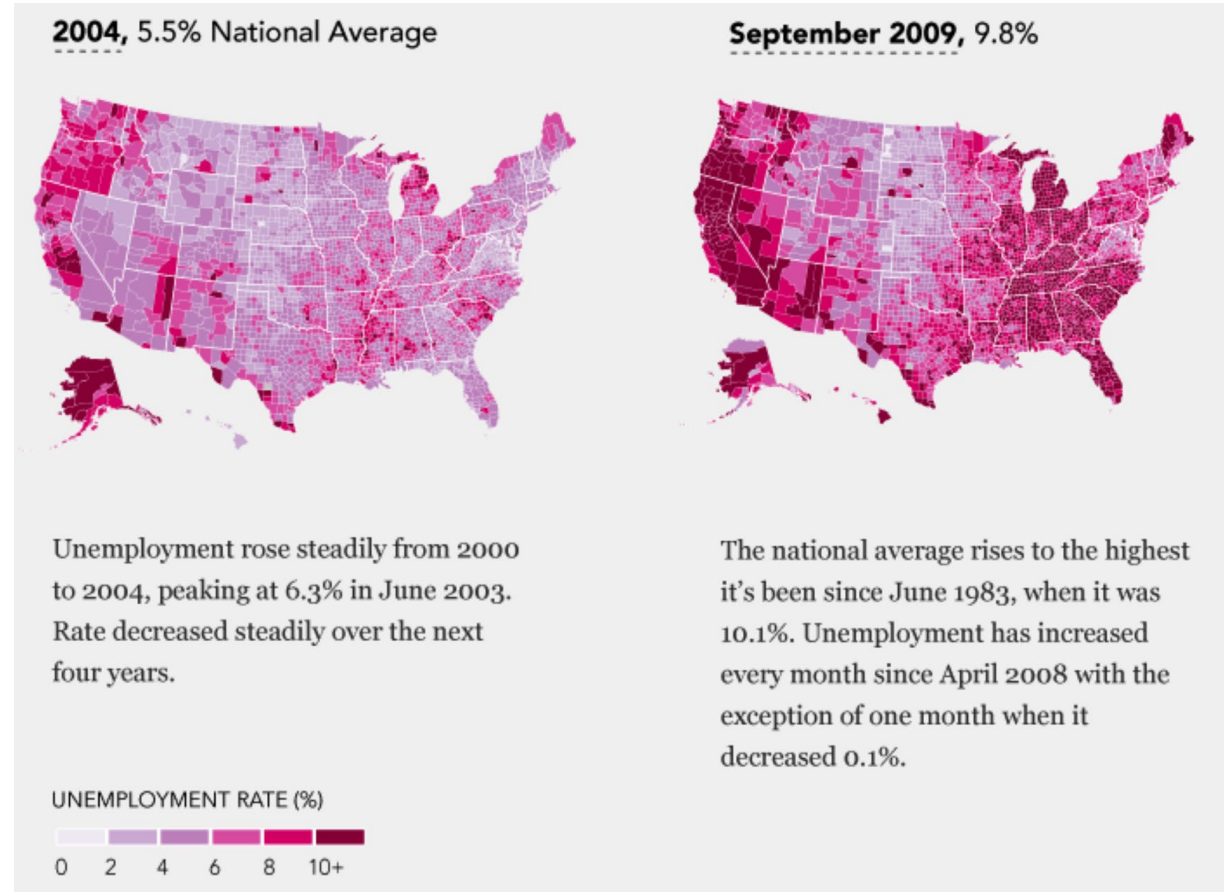 2004, 5.5% National Average
September 2009, 9.8%
Unemployment rose steadily from 2000
to 2004, peaking at 6.3% in June 2003.
Rate decreased steadily over the next
four years.
The national average rises to the highest
it’s been since June 1983, when it was
10.1%. Unemployment has increased
every month since April 2008 with the
exception of one month when it
decreased 0.1%.
UNEMPLOYMENT RATE (%)
0 2 4 6 8 10+